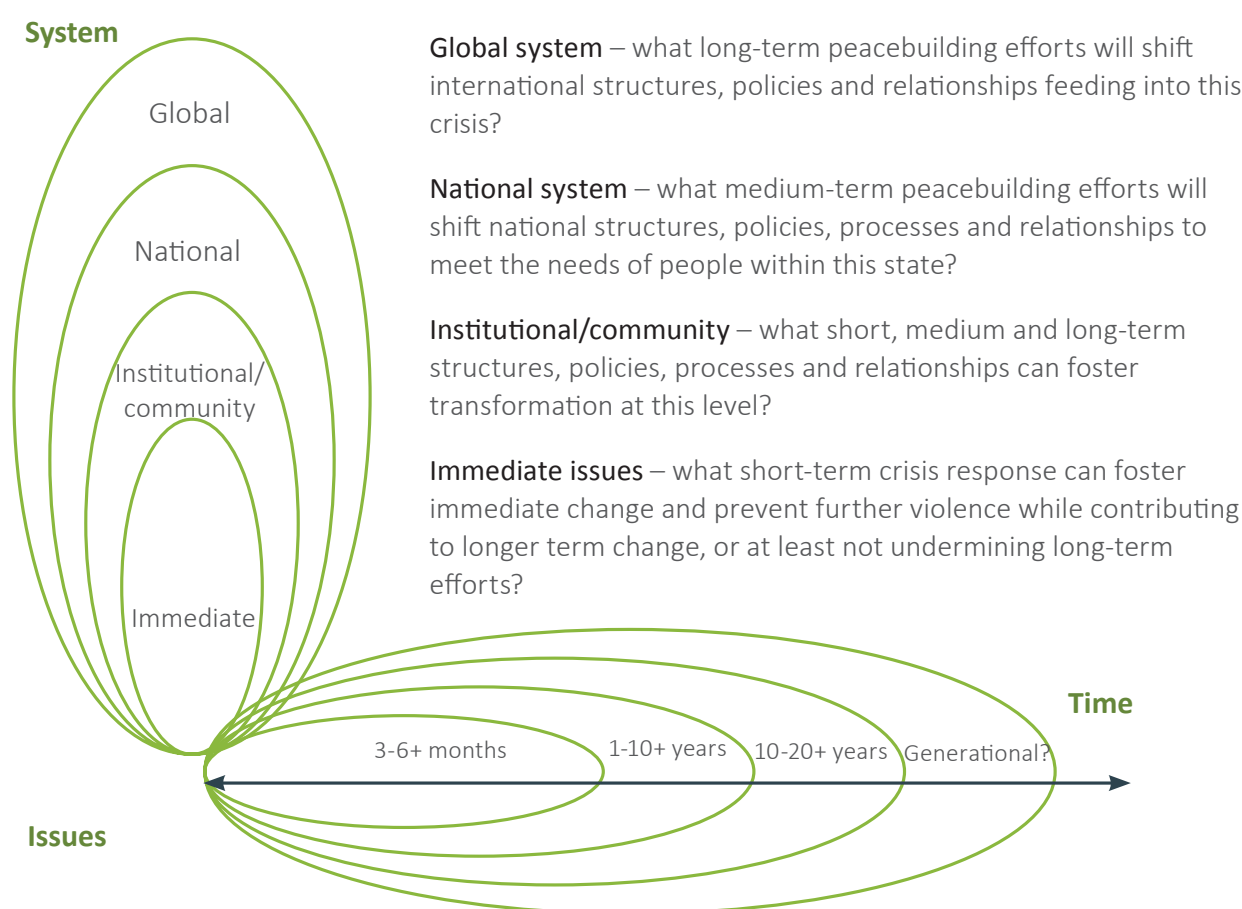 System
Global
National
Institutional/
community
Immediate
Global system – what long-term peacebuilding efforts will shift
international structures, policies and relationships feeding into this
crisis?
National system – what medium-term peacebuilding efforts will
shift national structures, policies, processes and relationships to
meet the needs of people within this state?
Institutional/community – what short, medium and long-term
structures, policies, processes and relationships can foster
transformation at this level?
Immediate issues – what short-term crisis response can foster
immediate change and prevent further violence while contributing
to longer term change, or at least not undermining long-term
efforts?
Time
3-6+ months
1-10+ years
10-20+ years
Generational?
Issues